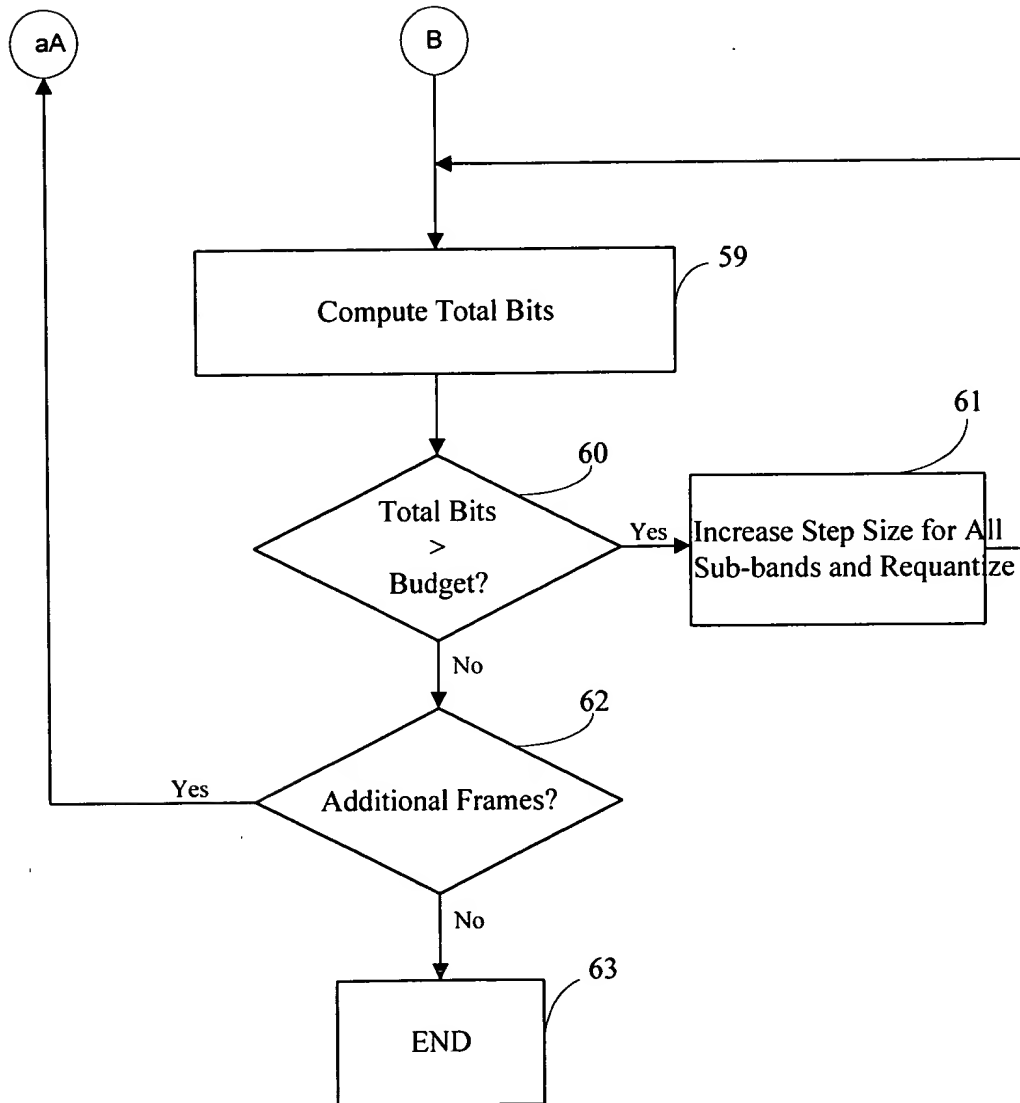 aA
B
59
Compute Total Bits
60
Total Bits
>
Budget?
Yes
61
Increase Step Size for All
Sub-bands and Requantize
No
62
Yes
Additional Frames?
No
63
END